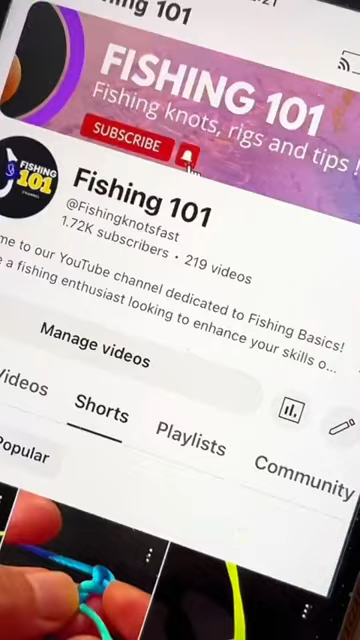 ing 101
FISHING 101
Fishing knots, rigs and tips !
SUBSCRIBE
FISHING
101
Fishing 101
@Fishingknotsfast
1.72K subscribers • 219 videos
me to our YouTube channel dedicated to Fishing Basics!
e a fishing enthusiast looking to enhance your skills o...
Manage videos
Videos Shorts Playlists Community
Popular